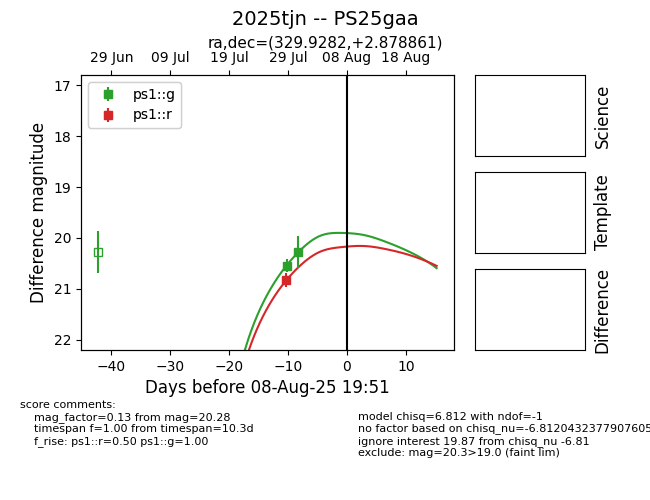 2025tjn -- PS25gaa
ra,dec=(329.9282,+2.878861)
29 Jun 09 Jul 19 Jul 29 Jul 08 Aug 18 Aug
ps1::g
ps1::r
17
18
19
20
21
22
Difference magnitude
−40 −30 −20 −10 0 10
Days before 08-Aug-25 19:51
Science
Template
Difference
score comments:
mag_factor=0.13 from mag=20.28
timespan f=1.00 from timespan=10.3d
f_rise: ps1::r=0.50 ps1::g=1.00
model chisq=6.812 with ndof=-1
no factor based on chisq_nu=-6.8120432377907605
ignore interest 19.87 from chisq_nu -6.81
exclude: mag=20.3>19.0 (faint lim)